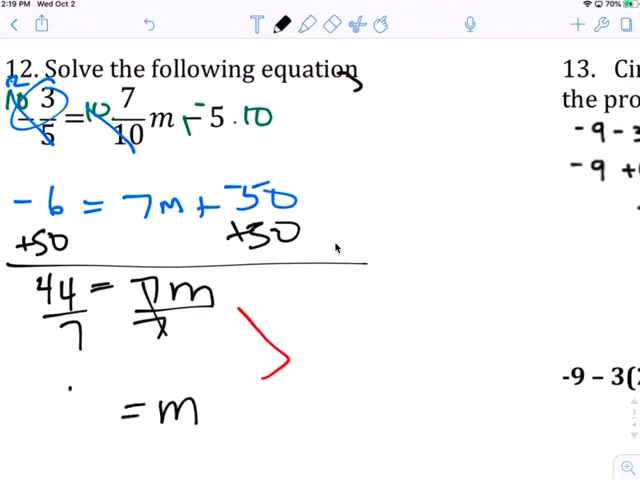 2:19 PM Wed Oct 2
70%
12. Solve the following equation
13. Cir
the pro
10 - 3/5 = 10 7/10 m + - 5 · 10
-9 - 3
- 6 = 7m + -50
-9 +
+50 +50
44/7 = 7m/7
= m
-9 – 3(2